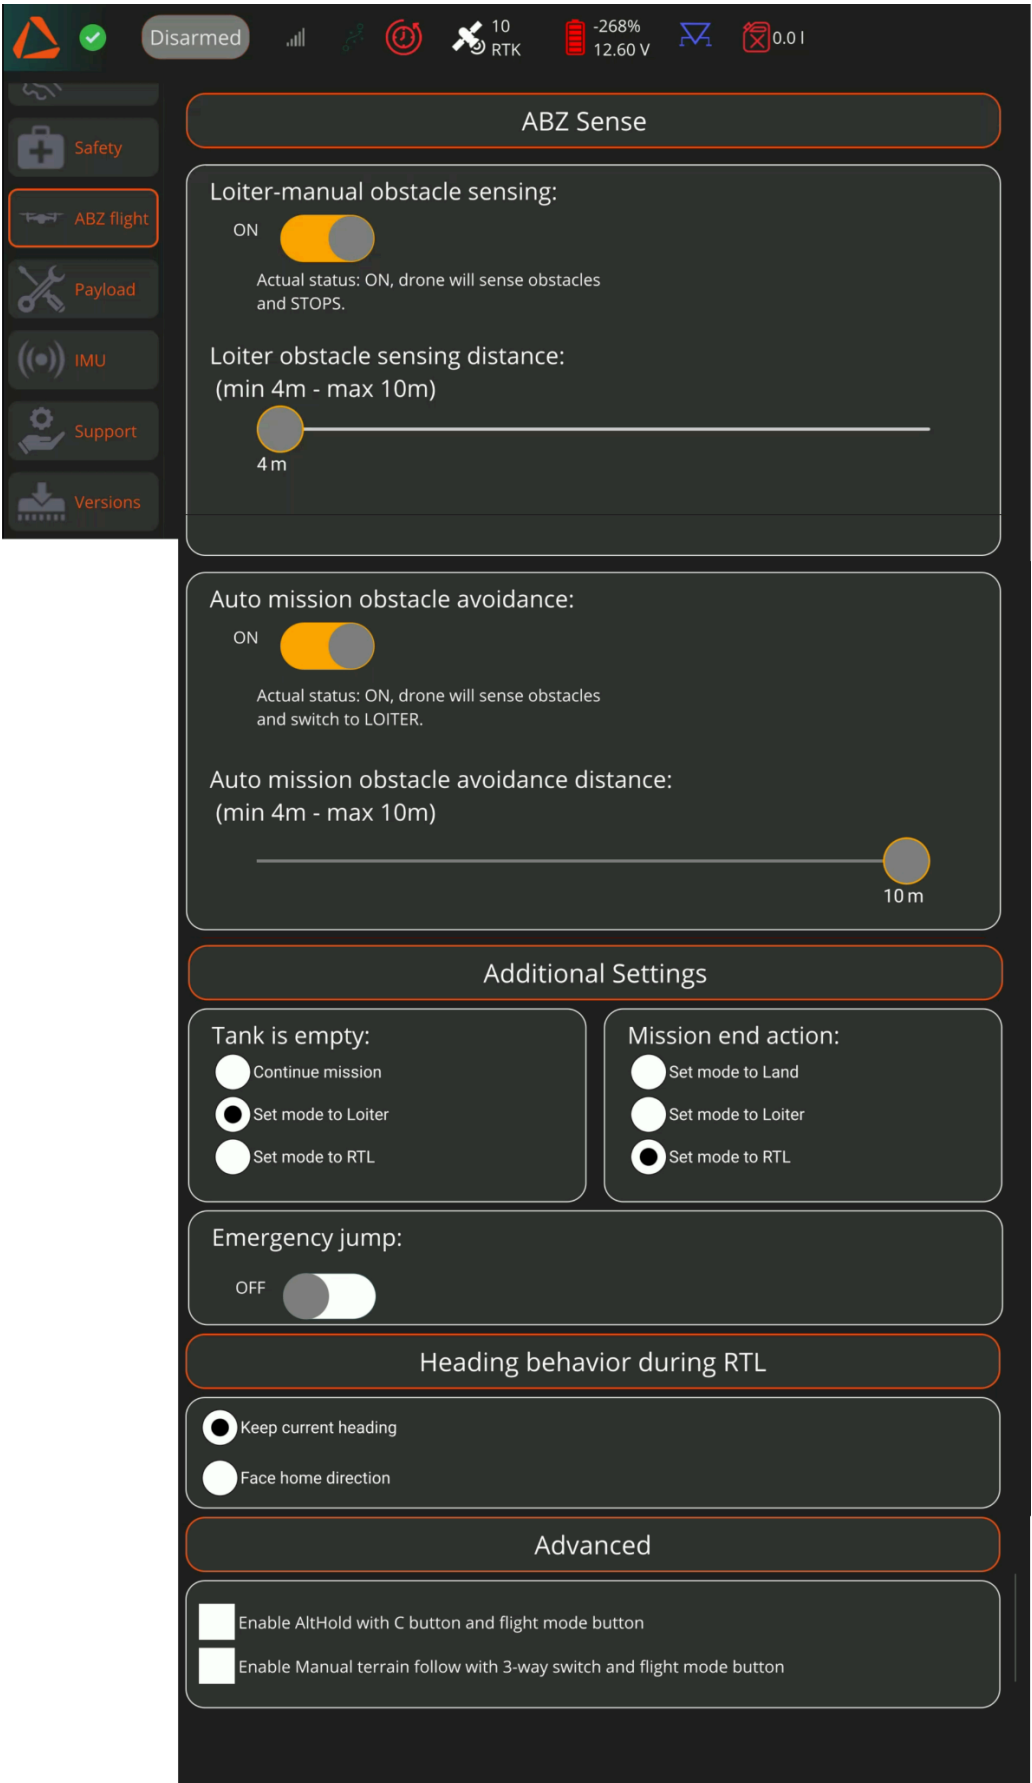 Disarmed
10
RTK
-268%
12.60 V
0.0 l
Safety
ABZ flight
Payload
IMU
Support
Versions
ABZ Sense
Loiter-manual obstacle sensing:
ON
Actual status: ON, drone will sense obstacles
and STOPS.
Loiter obstacle sensing distance:
(min 4m - max 10m)
4 m
Auto mission obstacle avoidance:
ON
Actual status: ON, drone will sense obstacles
and switch to LOITER.
Auto mission obstacle avoidance distance:
(min 4m - max 10m)
10 m
Additional Settings
Tank is empty:
Continue mission
Set mode to Loiter
Set mode to RTL
Mission end action:
Set mode to Land
Set mode to Loiter
Set mode to RTL
Emergency jump:
OFF
Heading behavior during RTL
Keep current heading
Face home direction
Advanced
Enable AltHold with C button and flight mode button
Enable Manual terrain follow with 3-way switch and flight mode button